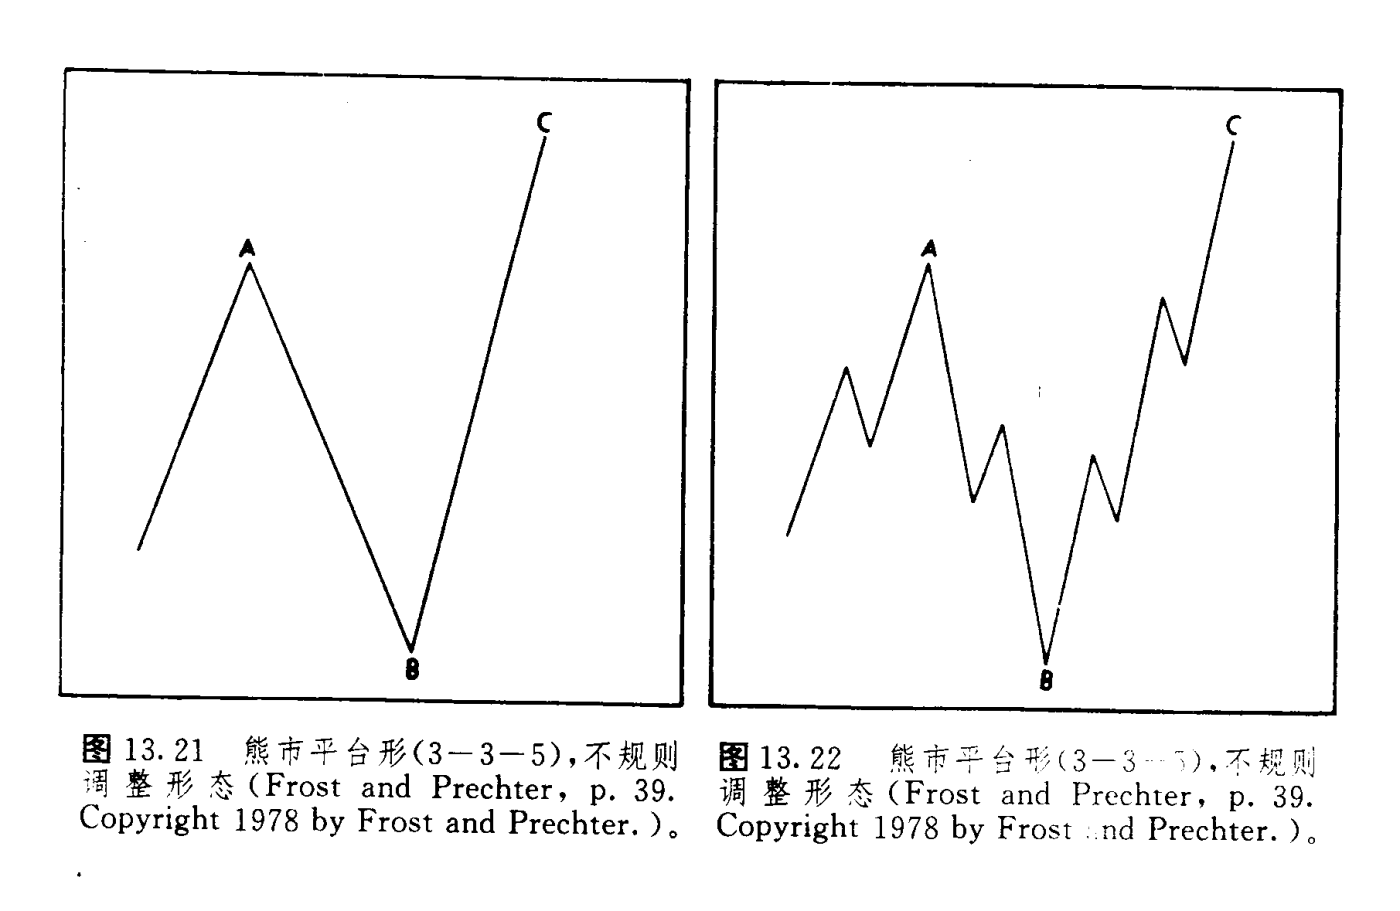 C
A
B
图 13.21 熊市平台形(3－3－5),不规则
调整形态(Frost and Prechter, p. 39.
Copyright 1978 by Frost and Prechter.)。
C
A
B
图 13.22 熊市平台形(3－3－5),不规则
调整形态(Frost and Prechter, p. 39.
Copyright 1978 by Frost and Prechter.)。